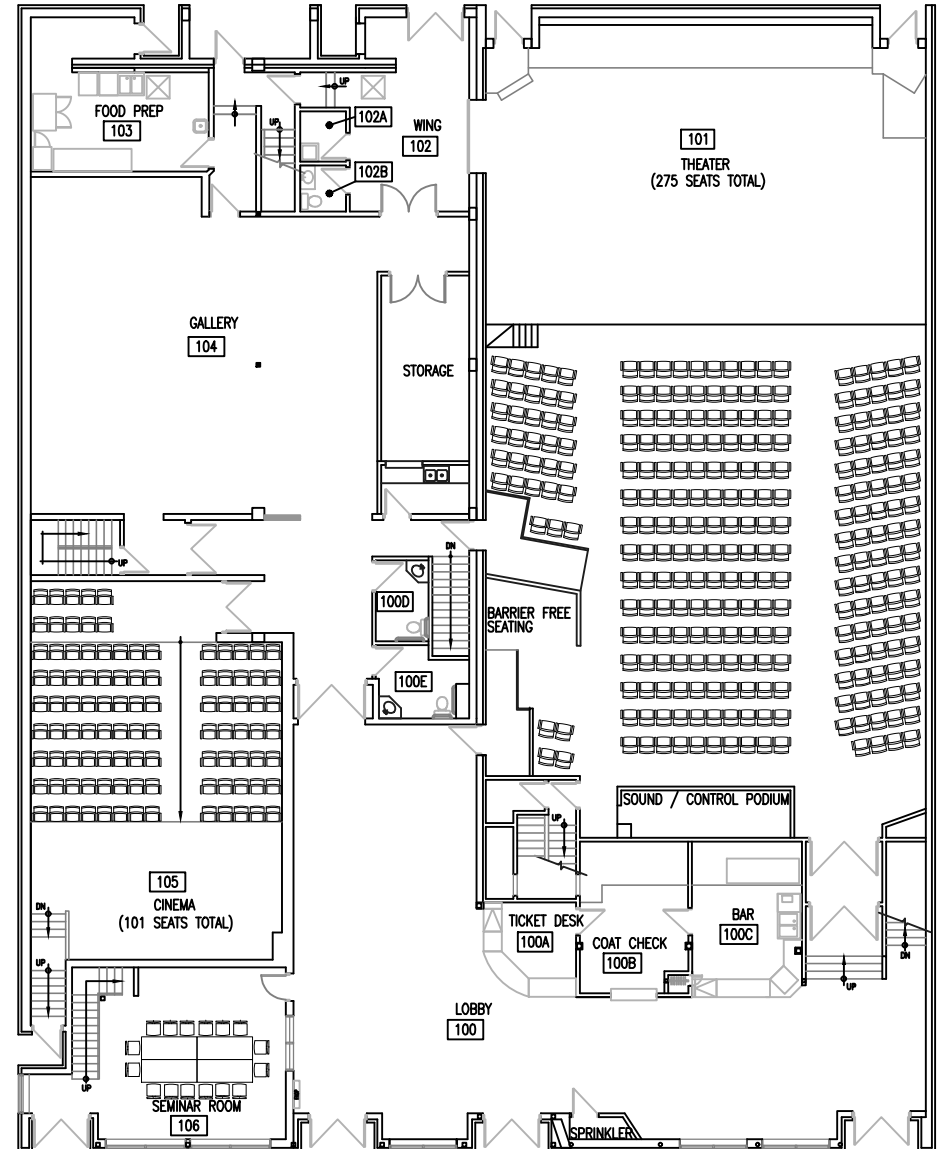 UP
102A
FOOD PREP
103
WING
102
UP
101
THEATER
(275 SEATS TOTAL)
102B
GALLERY
104
STORAGE
UP
DN
100D
BARRIER FREE
SEATING
100E
SOUND / CONTROL PODIUM
UP
105
CINEMA
(101 SEATS TOTAL)
DN
TICKET DESK
100A
COAT CHECK
100B
BAR
100C
DN
UP
UP
LOBBY
100
UP
SEMINAR ROOM
106
SPRINKLER